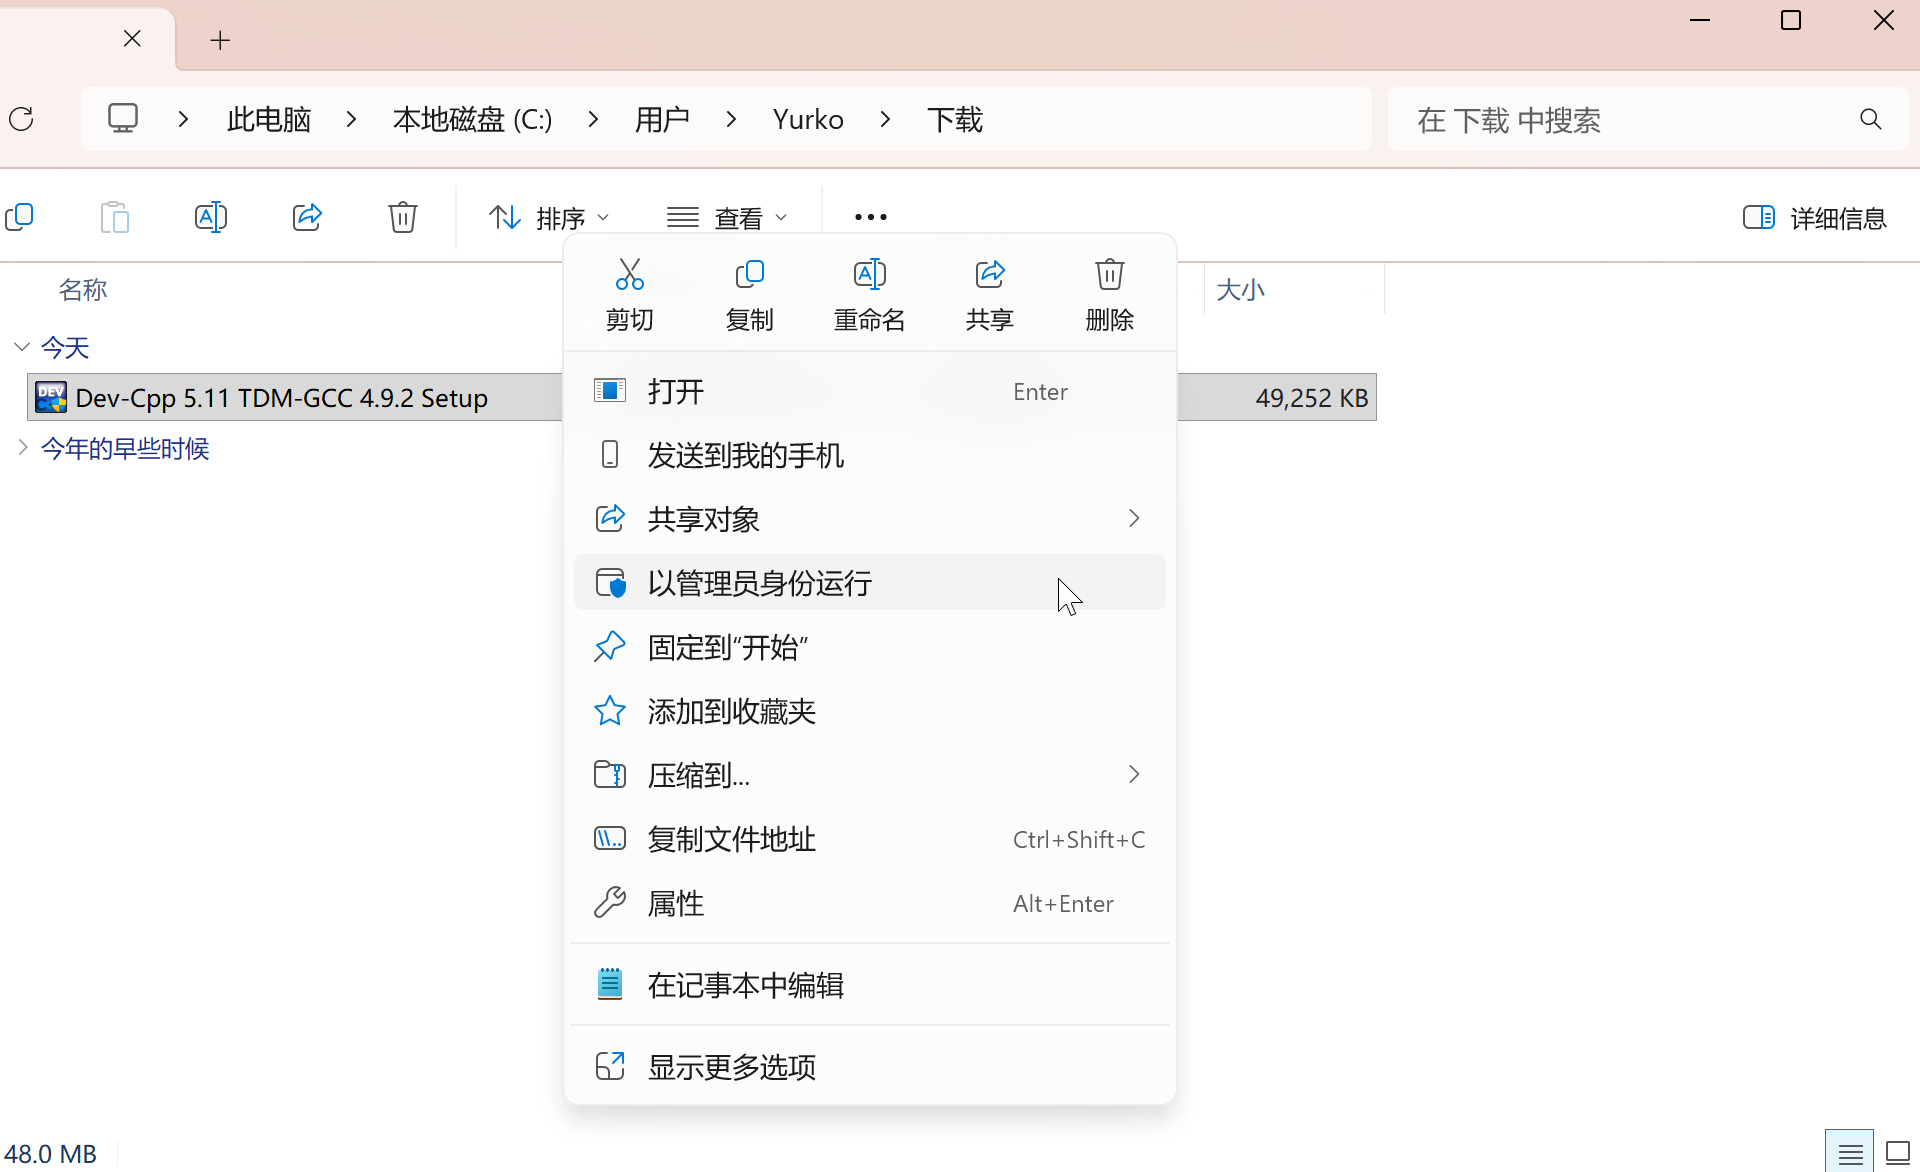 此电脑 本地磁盘 (C:) 用户 Yurko 下载
在 下载 中搜索
排序 查看 详细信息
名称 大小
今天
Dev-Cpp 5.11 TDM-GCC 4.9.2 Setup 49,252 KB
今年的早些时候
剪切 复制 重命名 共享 删除
打开 Enter
发送到我的手机
共享对象
以管理员身份运行
固定到“开始”
添加到收藏夹
压缩到...
复制文件地址 Ctrl+Shift+C
属性 Alt+Enter
在记事本中编辑
显示更多选项
48.0 MB